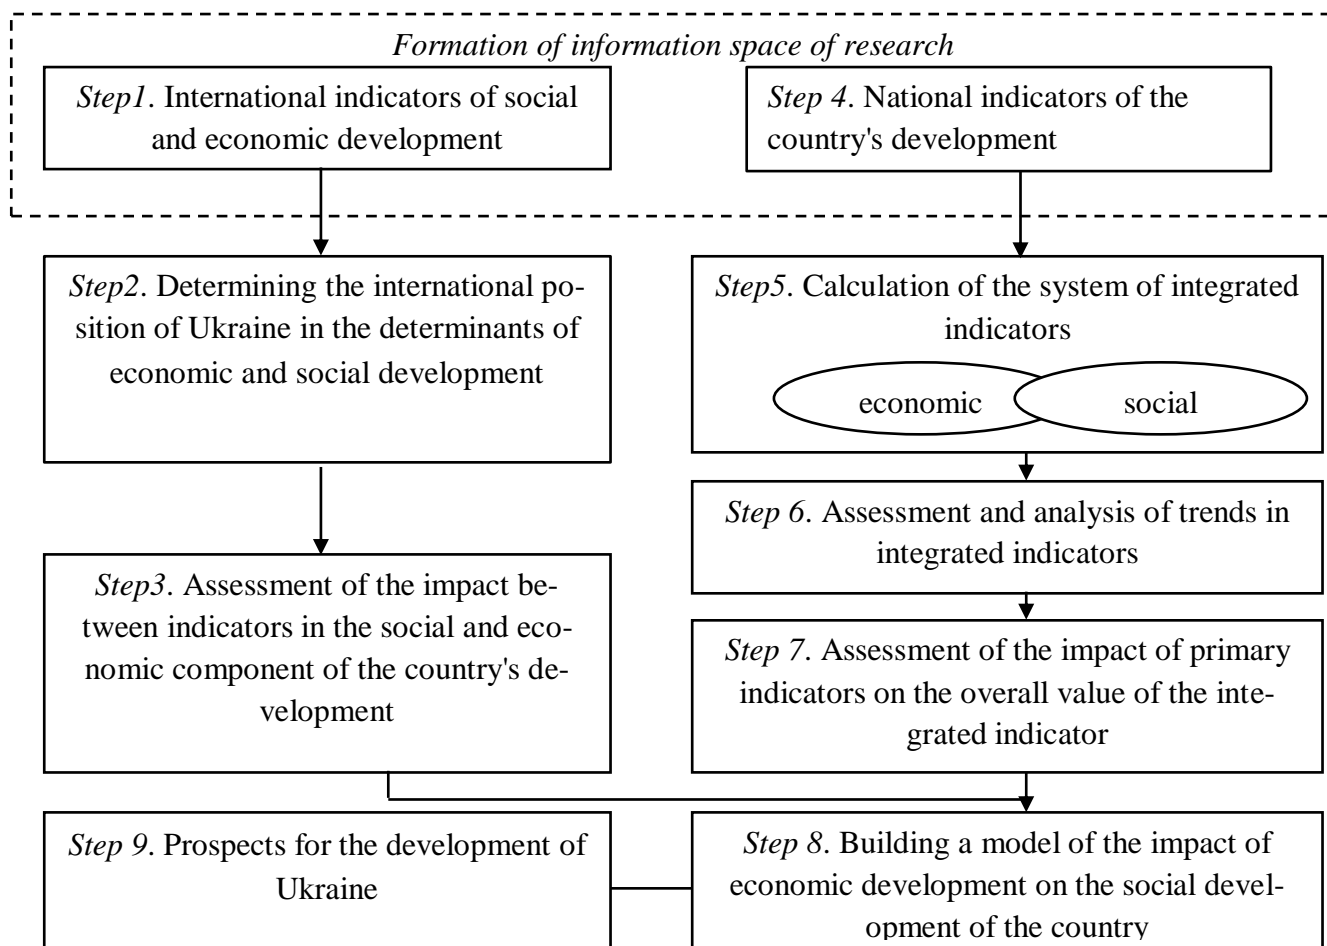 Formation of information space of research
Step1. International indicators of social
and economic development
Step 4. National indicators of the
country's development
Step2. Determining the international po-
sition of Ukraine in the determinants of
economic and social development
Step5. Calculation of the system of integrated
indicators
economic
social
Step 6. Assessment and analysis of trends in
integrated indicators
Step3. Assessment of the impact be-
tween indicators in the social and eco-
nomic component of the country's de-
velopment
Step 7. Assessment of the impact of primary
indicators on the overall value of the inte-
grated indicator
Step 9. Prospects for the development of
Ukraine
Step 8. Building a model of the impact of
economic development on the social devel-
opment of the country